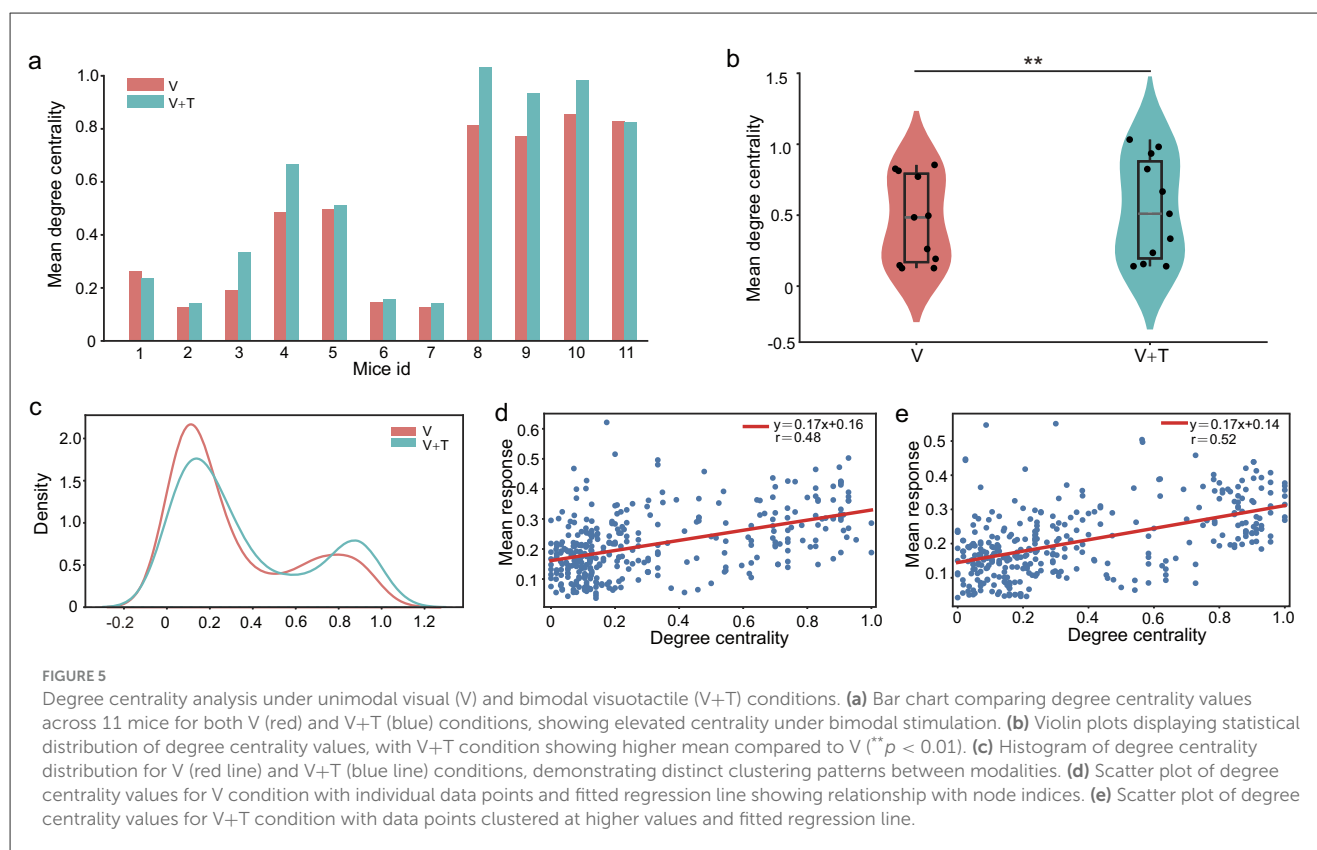 a
V
V+T
Mean degree centrality
1.0
0.8
0.6
0.4
0.2
0
1 2 3 4 5 6 7 8 9 10 11
Mice id
b
**
Mean degree centrality
1.5
1.0
0.5
0
-0.5
V V+T
c
V
V+T
Density
2.0
1.5
1.0
0.5
0
-0.2 0 0.2 0.4 0.6 0.8 1.0 1.2
d
y=0.17x+0.16
r=0.48
Mean response
0.6
0.5
0.4
0.3
0.2
0.1
0 0.2 0.4 0.6 0.8 1.0
Degree centrality
e
y=0.17x+0.14
r=0.52
Mean response
0.5
0.4
0.3
0.2
0.1
0 0.2 0.4 0.6 0.8 1.0
Degree centrality
FIGURE 5
Degree centrality analysis under unimodal visual (V) and bimodal visuotactile (V+T) conditions. (a) Bar chart comparing degree centrality values
across 11 mice for both V (red) and V+T (blue) conditions, showing elevated centrality under bimodal stimulation. (b) Violin plots displaying statistical
distribution of degree centrality values, with V+T condition showing higher mean compared to V (**p < 0.01). (c) Histogram of degree centrality
distribution for V (red line) and V+T (blue line) conditions, demonstrating distinct clustering patterns between modalities. (d) Scatter plot of degree
centrality values for V condition with individual data points and fitted regression line showing relationship with node indices. (e) Scatter plot of degree
centrality values for V+T condition with data points clustered at higher values and fitted regression line.